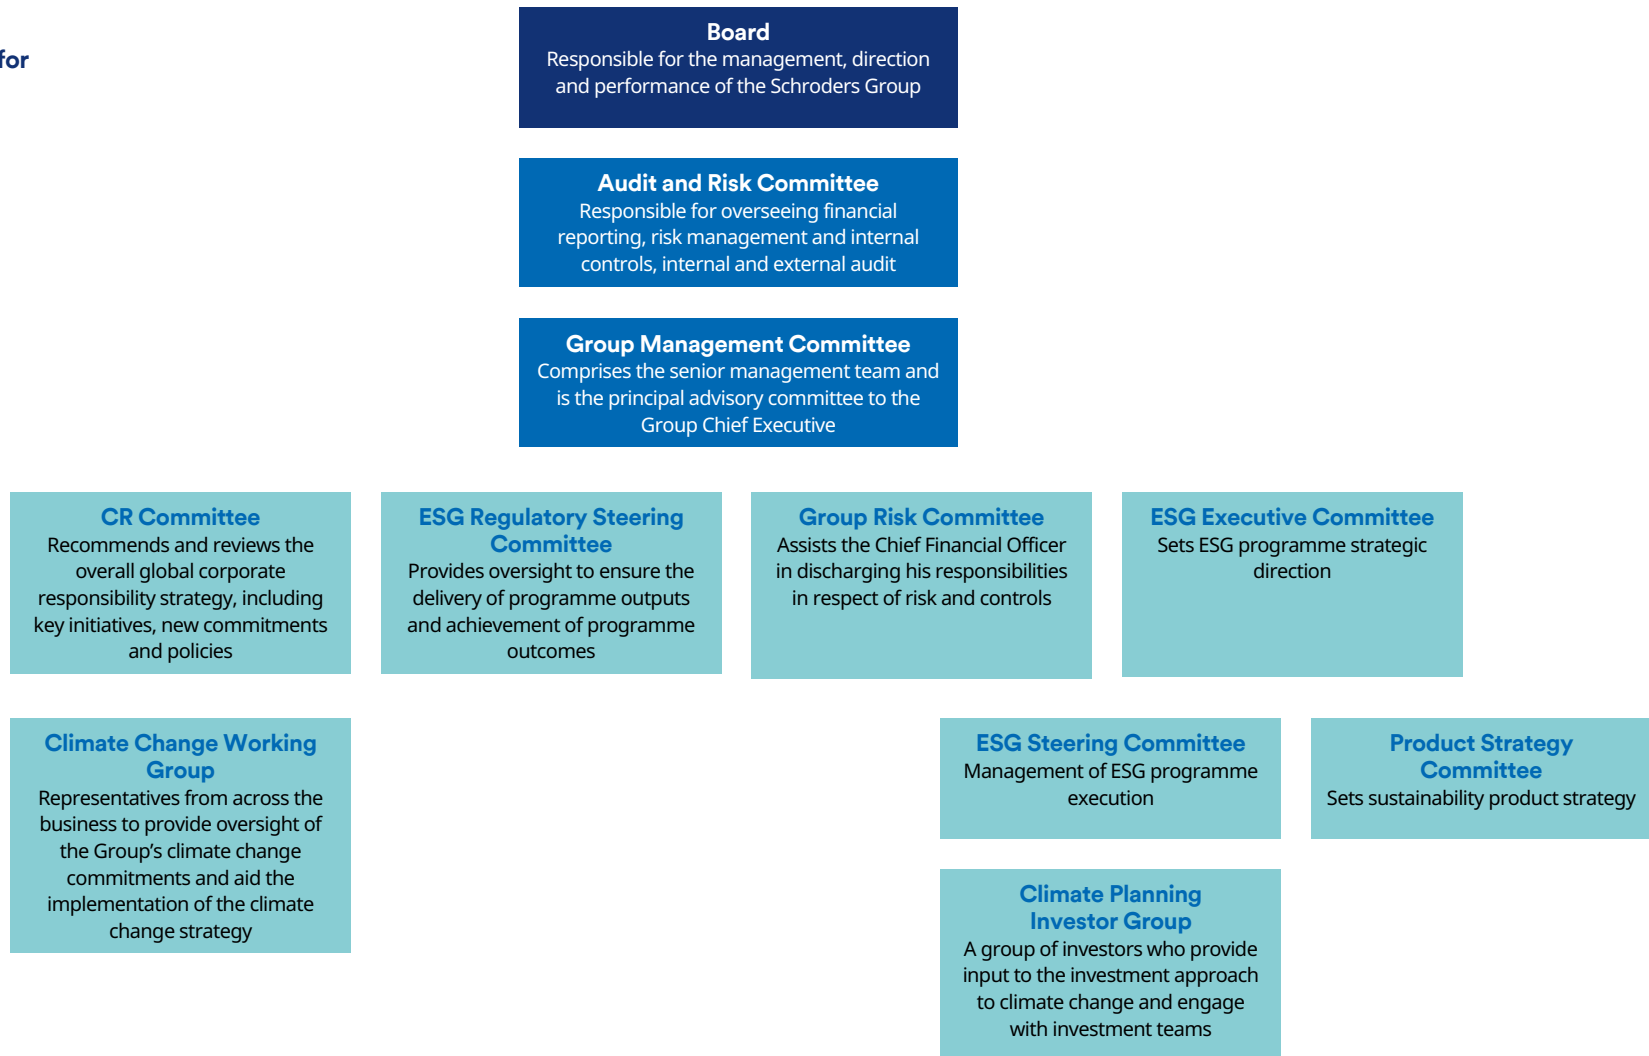 for
Board
Responsible for the management, direction
and performance of the Schroders Group
Audit and Risk Committee
Responsible for overseeing financial
reporting, risk management and internal
controls, internal and external audit
Group Management Committee
Comprises the senior management team and
is the principal advisory committee to the
Group Chief Executive
CR Committee
Recommends and reviews the
overall global corporate
responsibility strategy, including
key initiatives, new commitments
and policies
ESG Regulatory Steering
Committee
Provides oversight to ensure the
delivery of programme outputs
and achievement of programme
outcomes
Group Risk Committee
Assists the Chief Financial Officer
in discharging his responsibilities
in respect of risk and controls
ESG Executive Committee
Sets ESG programme strategic
direction
Climate Change Working
Group
Representatives from across the
business to provide oversight of
the Group’s climate change
commitments and aid the
implementation of the climate
change strategy
ESG Steering Committee
Management of ESG programme
execution
Product Strategy
Committee
Sets sustainability product strategy
Climate Planning
Investor Group
A group of investors who provide
input to the investment approach
to climate change and engage
with investment teams